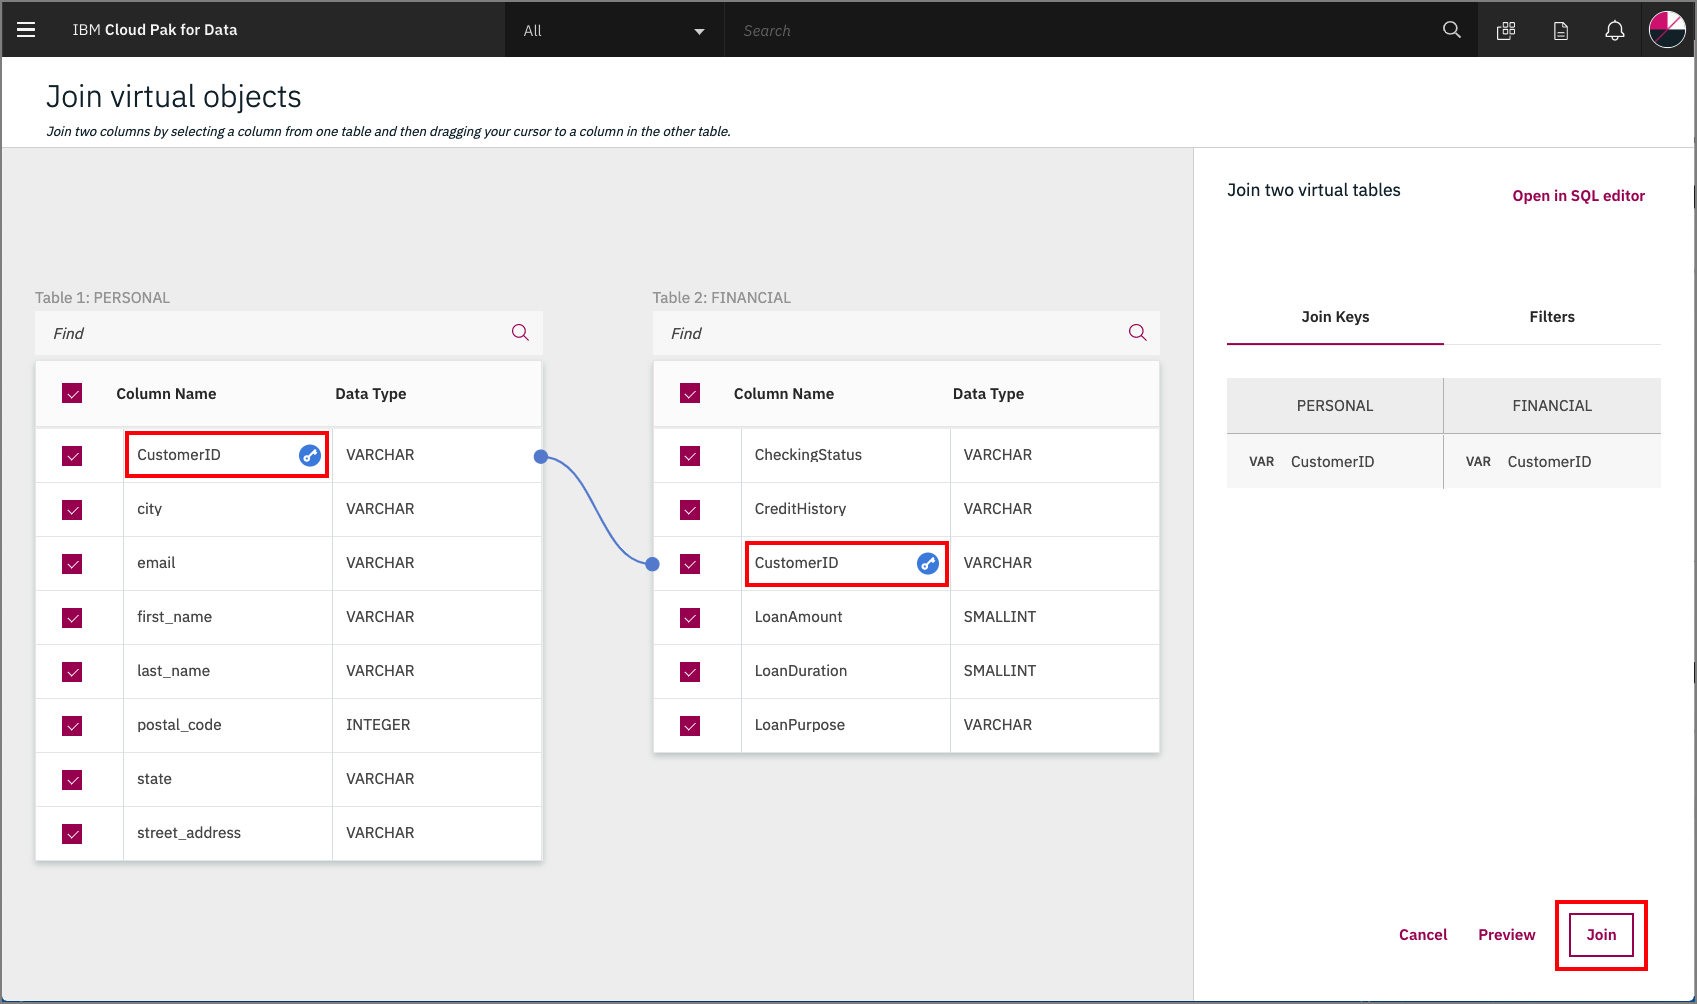 IBM Cloud Pak for Data
All
Search
Join virtual objects
Join two columns by selecting a column from one table and then dragging your cursor to a column in the other table.
Table 1: PERSONAL
Find
Column Name Data Type
CustomerID VARCHAR
city VARCHAR
email VARCHAR
first_name VARCHAR
last_name VARCHAR
postal_code INTEGER
state VARCHAR
street_address VARCHAR
Table 2: FINANCIAL
Find
Column Name Data Type
CheckingStatus VARCHAR
CreditHistory VARCHAR
CustomerID VARCHAR
LoanAmount SMALLINT
LoanDuration SMALLINT
LoanPurpose VARCHAR
Join two virtual tables
Open in SQL editor
Join Keys Filters
PERSONAL FINANCIAL
VAR CustomerID VAR CustomerID
Cancel Preview Join